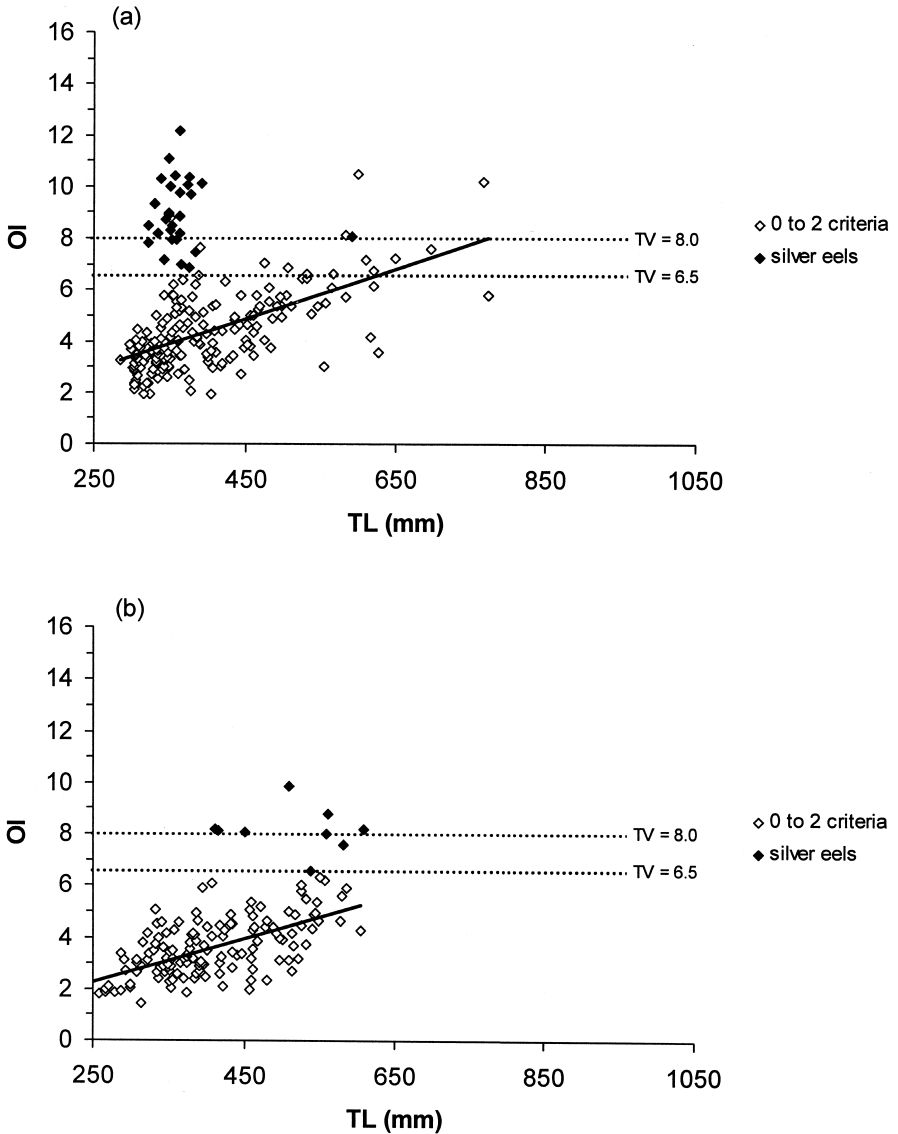 (a)
16
14
12
10
8
6
4
2
0
OI
TV = 8.0
TV = 6.5
0 to 2 criteria
silver eels
250 450 650 850 1050
TL (mm)
(b)
16
14
12
10
8
6
4
2
0
OI
TV = 8.0
TV = 6.5
0 to 2 criteria
silver eels
250 450 650 850 1050
TL (mm)